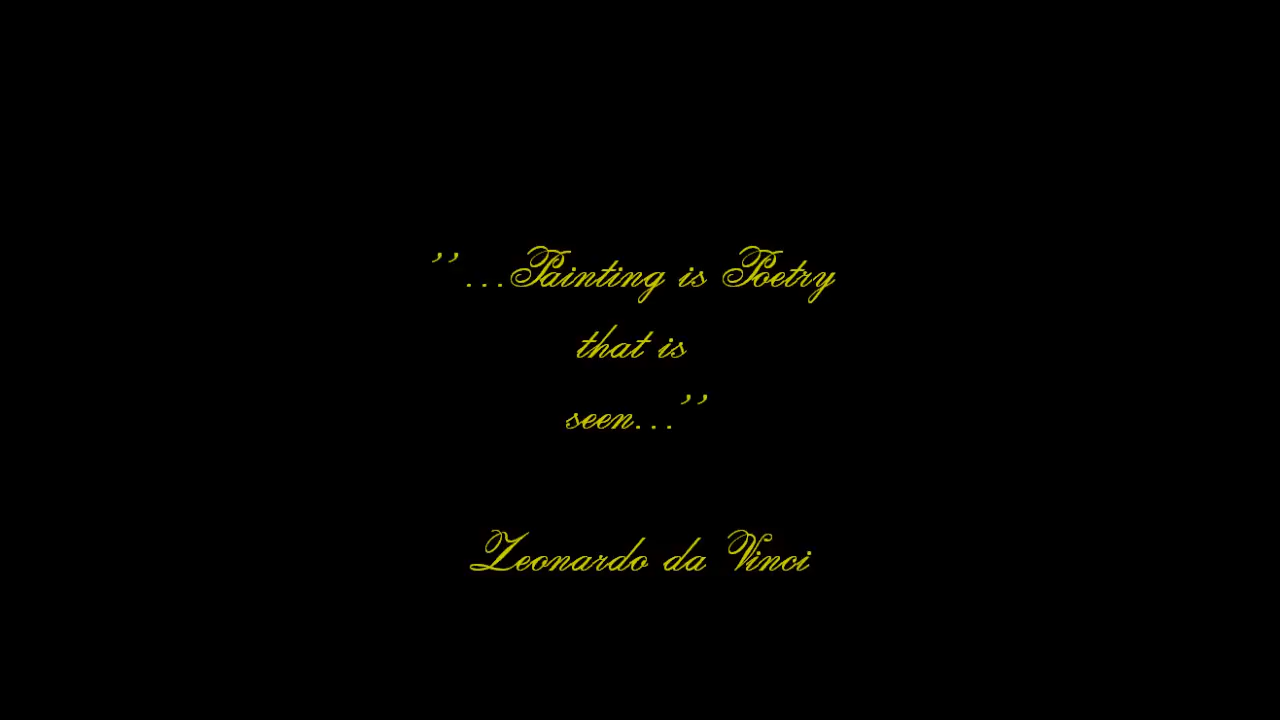 ’’...Painting is Poetry
that is
seen...’’
Leonardo da Vinci